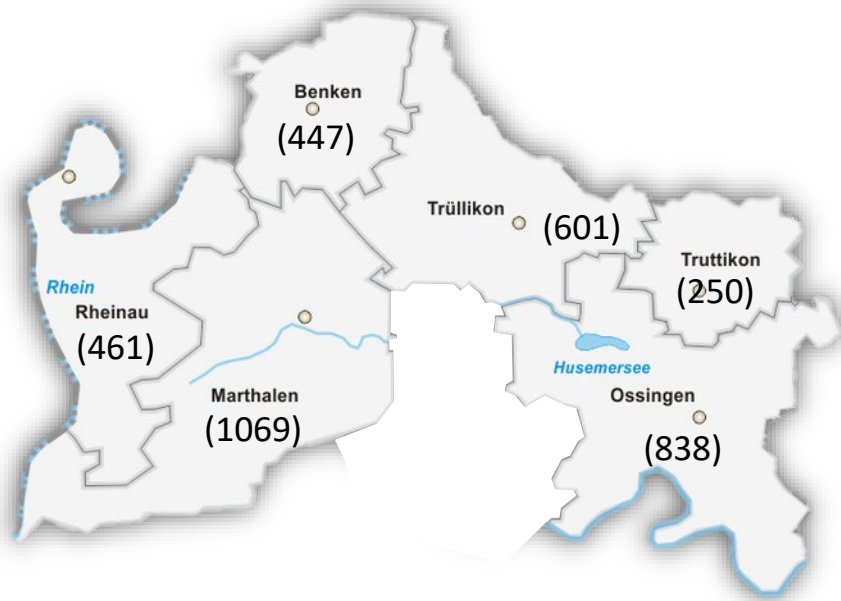 Benken
(447)
Trüllikon
(601)
Truttikon
(250)
Rhein
Rheinau
(461)
Husemersee
Marthalen
(1069)
Ossingen
(838)